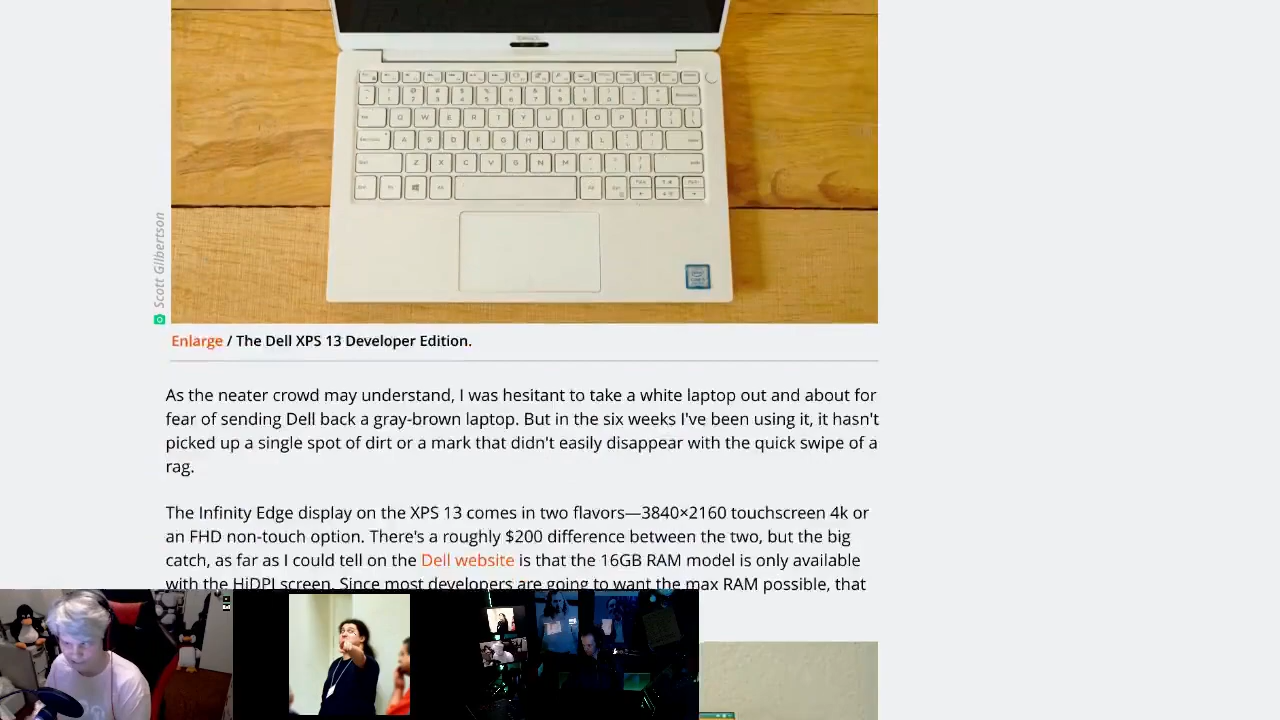 Scott Gilbertson
Enlarge / The Dell XPS 13 Developer Edition.
As the neater crowd may understand, I was hesitant to take a white laptop out and about for
fear of sending Dell back a gray-brown laptop. But in the six weeks I've been using it, it hasn't
picked up a single spot of dirt or a mark that didn't easily disappear with the quick swipe of a
rag.
The Infinity Edge display on the XPS 13 comes in two flavors—3840×2160 touchscreen 4k or
an FHD non-touch option. There's a roughly $200 difference between the two, but the big
catch, as far as I could tell on the Dell website is that the 16GB RAM model is only available
with the HiDPI screen. Since most developers are going to want the max RAM possible, that